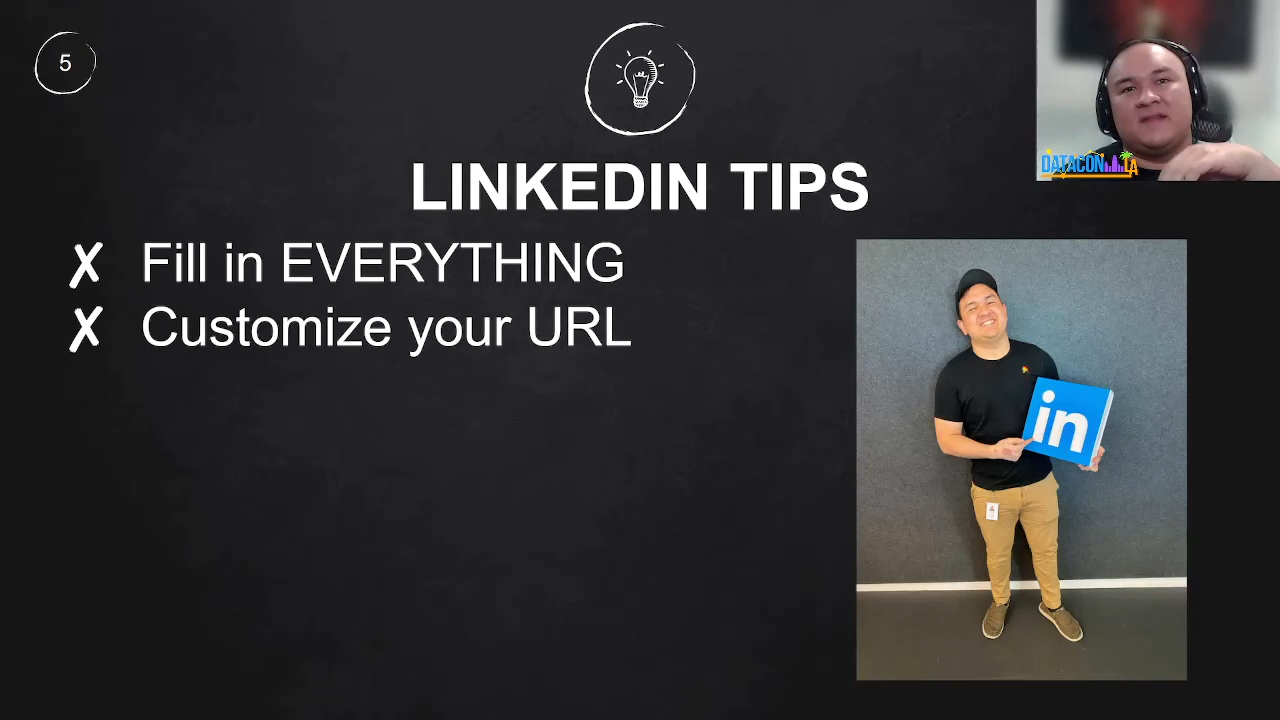 5
LINKEDIN TIPS
✗ Fill in EVERYTHING
✗ Customize your URL
in
DATACON LA